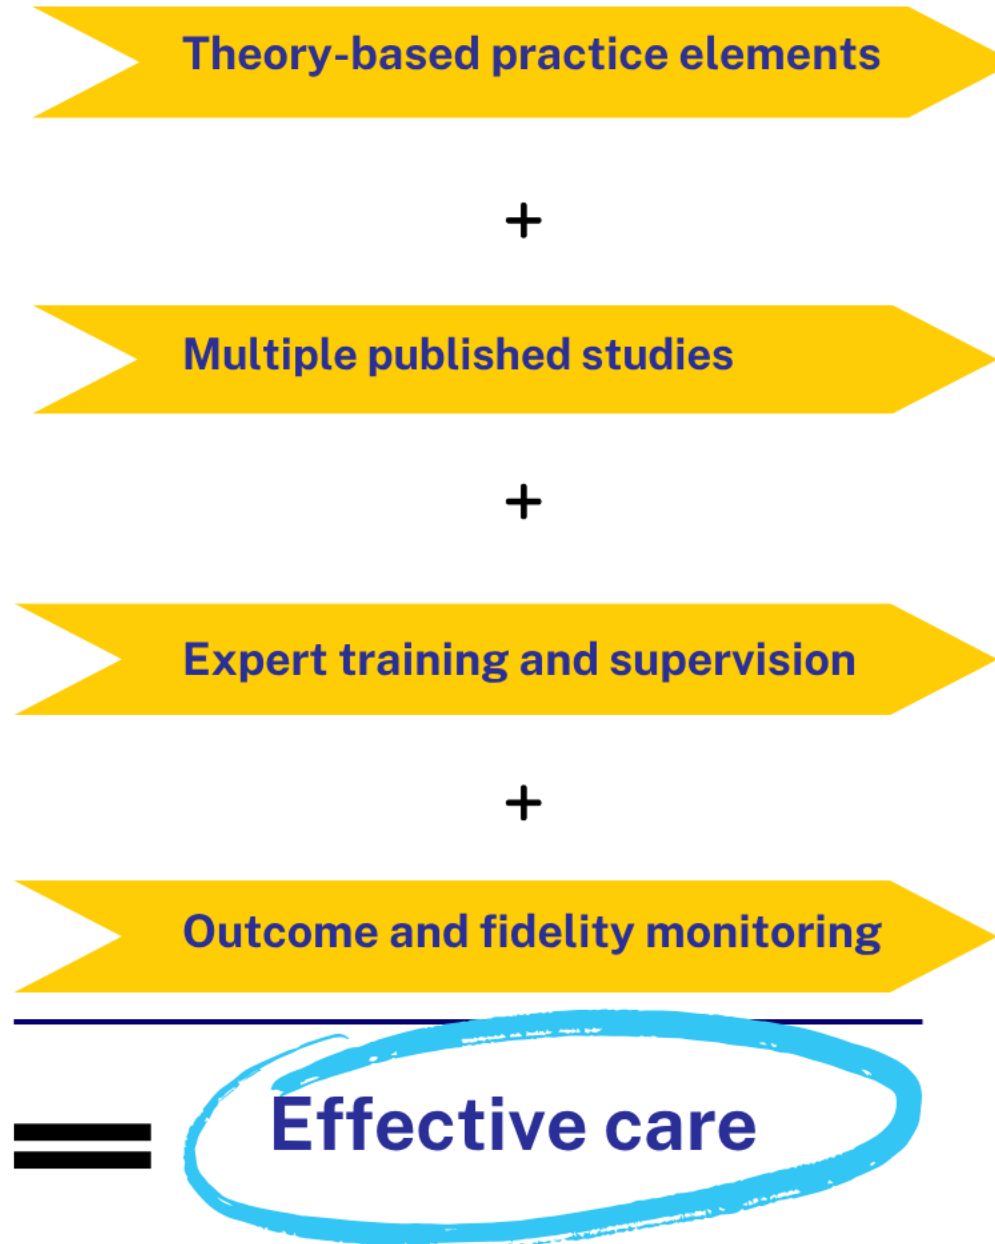 Theory-based practice elements
+
Multiple published studies
+
Expert training and supervision
+
Outcome and fidelity monitoring
= Effective care